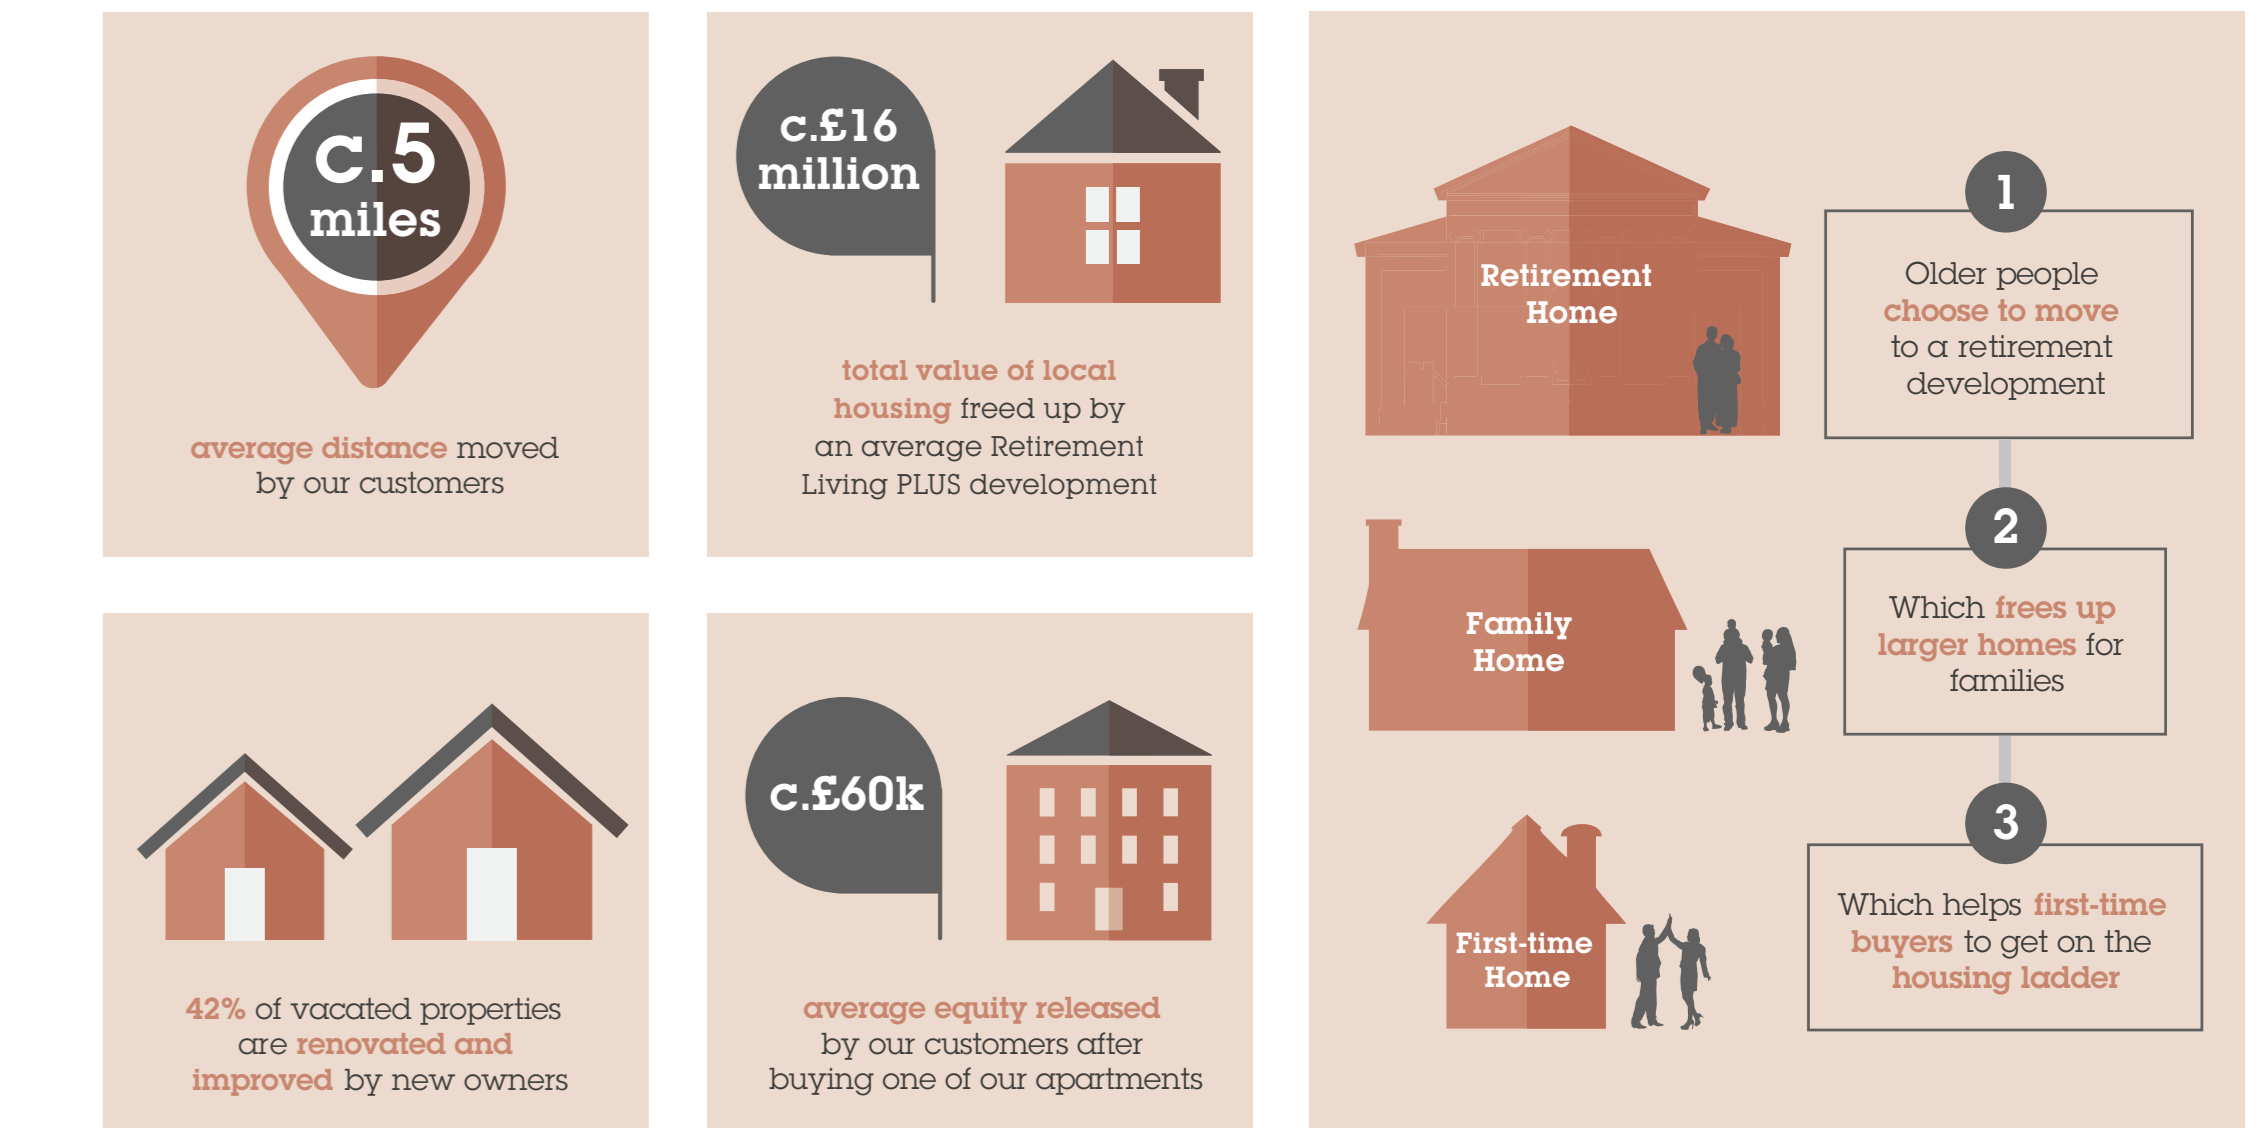 c.5
miles
average distance moved
by our customers
c.£16
million
total value of local
housing freed up by
an average Retirement
Living PLUS development
42% of vacated properties
are renovated and
improved by new owners
c.£60k
average equity released
by our customers after
buying one of our apartments
Retirement
Home
1
Older people
choose to move
to a retirement
development
Family
Home
2
Which frees up
larger homes for
families
First-time
Home
3
Which helps first-time
buyers to get on the
housing ladder